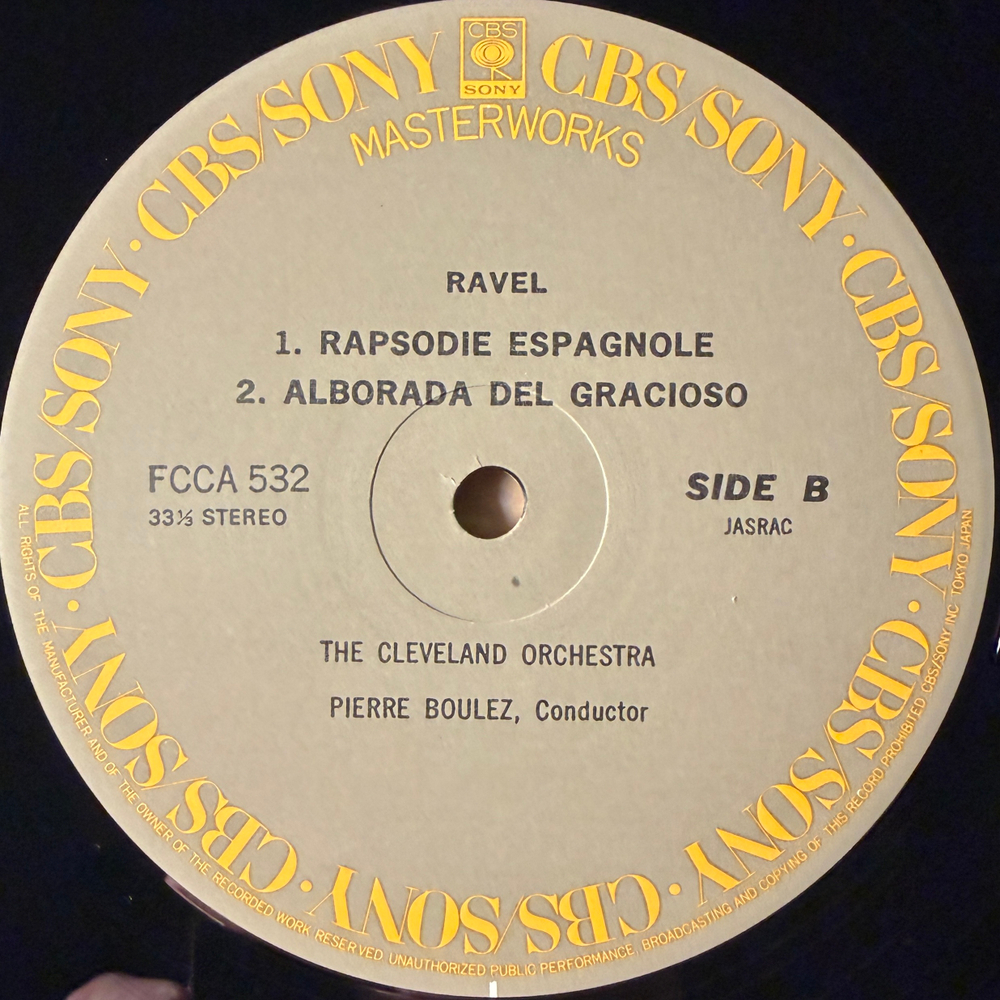 CBS
SONY
CBS/SONY · CBS/SONY · CBS/SONY · CBS/SONY · CBS/SONY · CBS/SONY · CBS/SONY · CBS/SONY
MASTERWORKS
RAVEL
1. RAPSODIE ESPAGNOLE
2. ALBORADA DEL GRACIOSO
FCCA 532
33⅓ STEREO
SIDE B
JASRAC
THE CLEVELAND ORCHESTRA
PIERRE BOULEZ, Conductor
ALL RIGHTS OF THE MANUFACTURER AND OF THE OWNER OF THE RECORDED WORK RESERVED UNAUTHORIZED PUBLIC PERFORMANCE BROADCASTING AND COPYING OF THIS RECORD PROHIBITED CBS/SONY INC TOKYO JAPAN